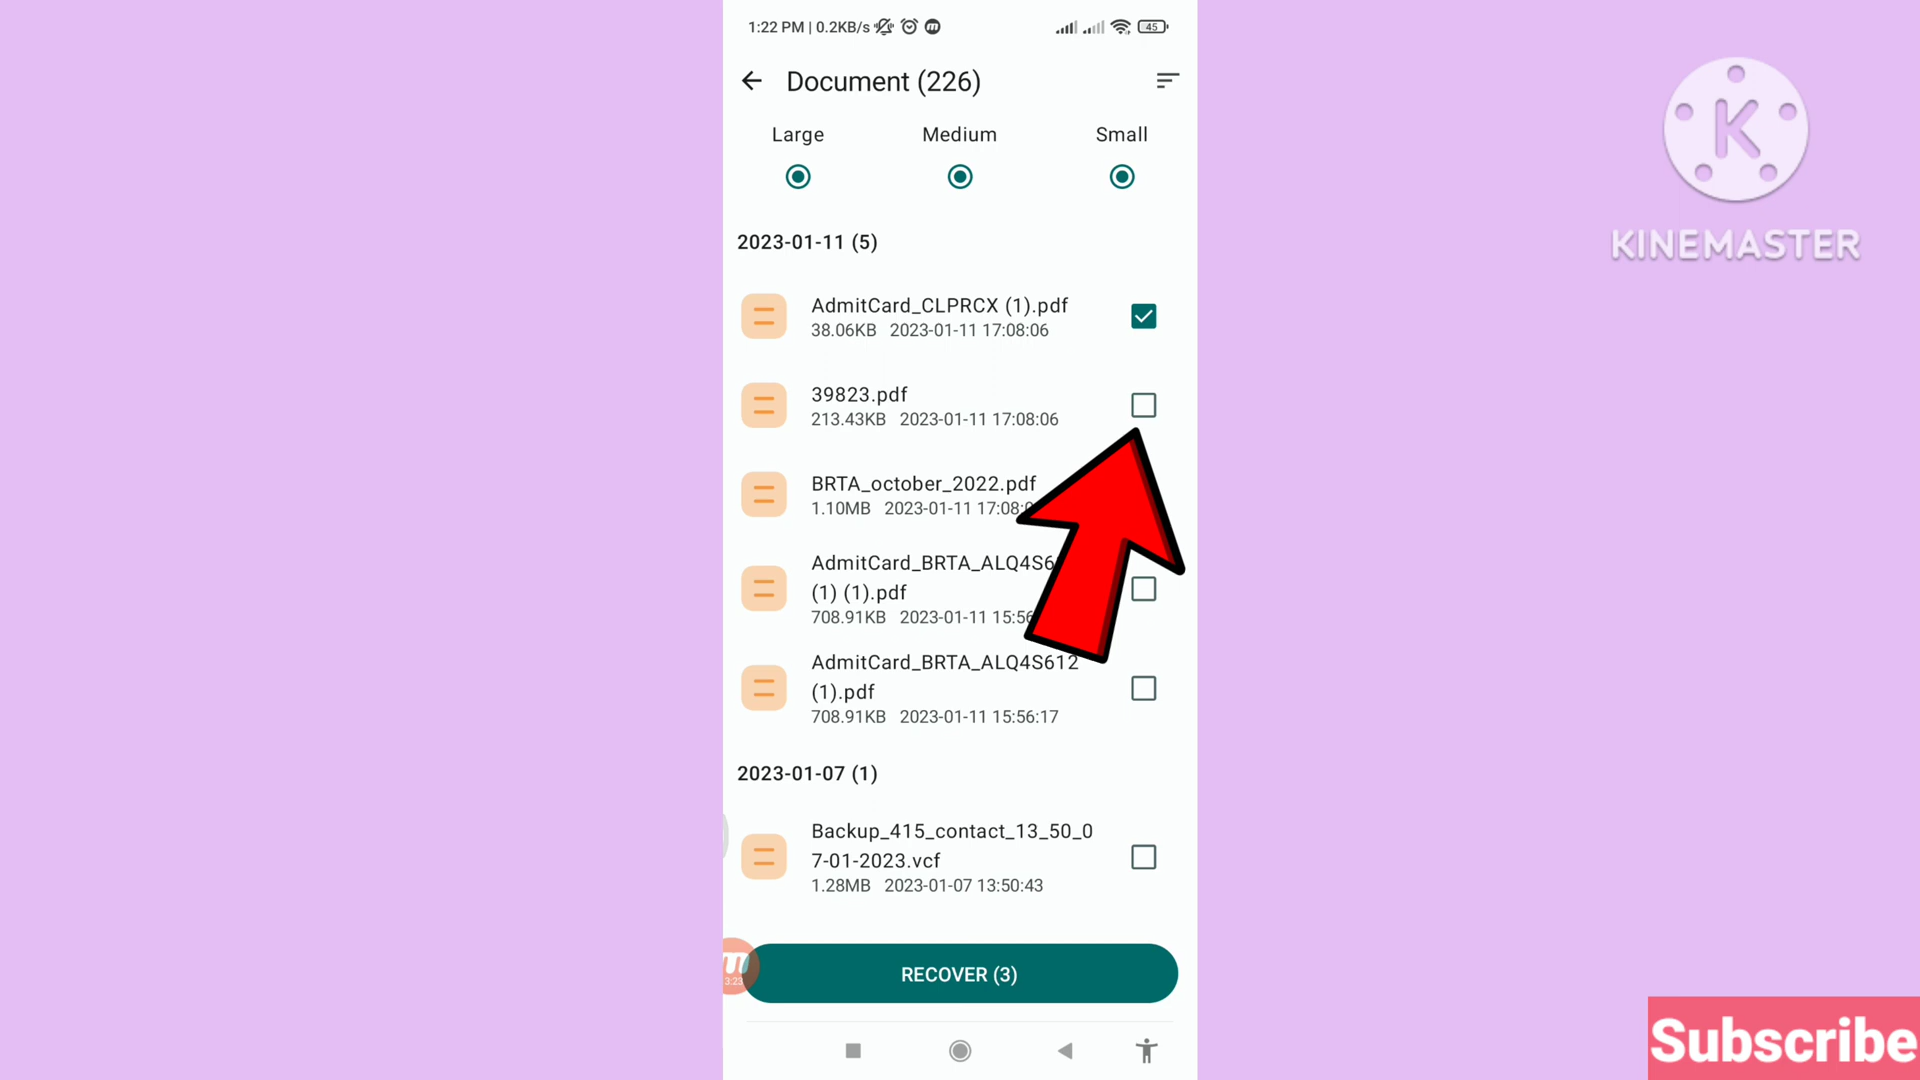 1:22 PM | 0.2KB/s
45
Document (226)
Large Medium Small
2023-01-11 (5)
AdmitCard_CLPRCX (1).pdf
38.06KB 2023-01-11 17:08:06
39823.pdf
213.43KB 2023-01-11 17:08:06
BRTA_october_2022.pdf
1.10MB 2023-01-11
AdmitCard_BRTA_ALQ4S6
(1) (1).pdf
708.91KB 2023-01-11
AdmitCard_BRTA_ALQ4S612
(1).pdf
708.91KB 2023-01-11 15:56:17
2023-01-07 (1)
Backup_415_contact_13_50_0
7-01-2023.vcf
1.28MB 2023-01-07 13:50:43
3:23
RECOVER (3)
K
KINEMASTER
Subscribe